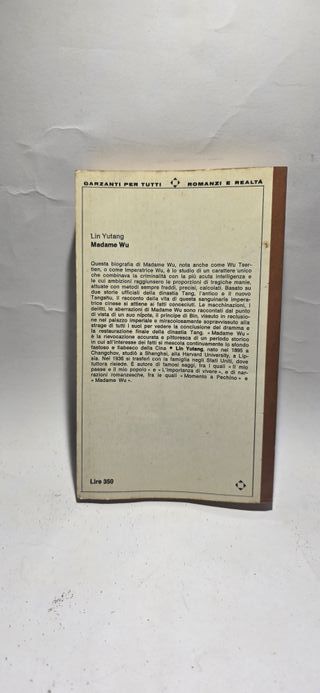 GARZANTI PER TUTTI ROMANZI E REALTÀ
Lin Yutang
Madame Wu
Questa biografia di Madame Wu, nota anche come Wu Tser-
tien, o come Imperatrice Wu, è lo studio di un carattere unico
che combinava la criminalità con la più acuta intelligenza e
le cui ambizioni raggiunsero le proporzioni di tragiche manie,
attuate con metodi sempre freddi, precisi, calcolati. Basato su
due storie ufficiali della dinastia Tang, l'antico e il nuovo
Tangshu, il racconto della vita di questa sanguinaria impera-
trice cinese si attiene ai fatti conosciuti. Le macchinazioni, i
delitti, le aberrazioni di Madame Wu sono raccontati dal punto
di vista di un suo nipote, il principe di Bin, vissuto in reclusio-
ne nel palazzo imperiale e miracolosamente sopravvissuto alla
strage di tutti i suoi per vedere la conclusione del dramma e
la restaurazione finale della dinastia Tang. « Madame Wu »
è la rievocazione accurata e pittoresca di un periodo storico
in cui all'interesse dei fatti si mescola continuamente lo sfondo
fastoso e fiabesco della Cina • Lin Yutang, nato nel 1895 a
Changchov, studiò a Shanghai, alla Harvard University, a Lip-
sia. Nel 1936 si trasferì con la famiglia negli Stati Uniti, dove
tuttora risiede. È autore di famosi saggi, tra i quali « Il mio
paese e il mio popolo » e « L'importanza di vivere », e di nar-
razioni romanzesche, fra le quali « Momento a Pechino » e
« Madame Wu ».
Lire 350